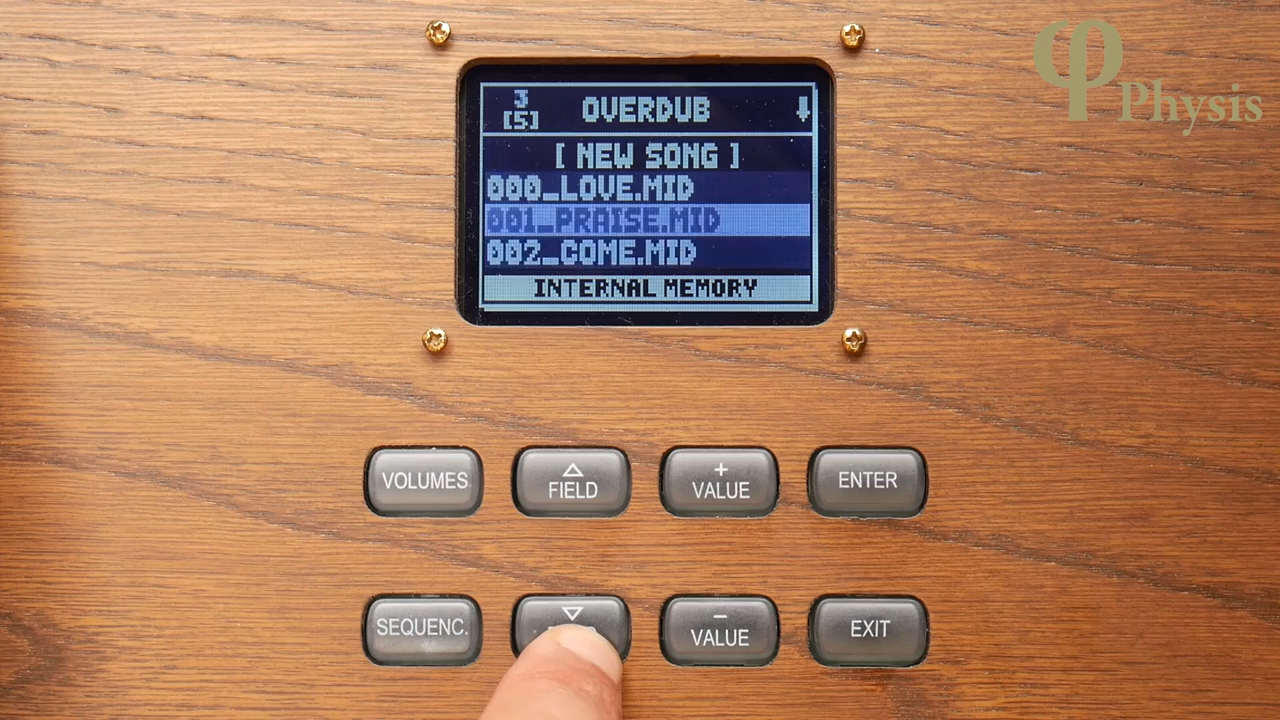 φ Physis
3
[5]
OVERDUB
[ NEW SONG ]
000_LOVE.MID
001_PRAISE.MID
002_COME.MID
INTERNAL MEMORY
VOLUMES
FIELD
+
VALUE
ENTER
SEQUENC.
–
VALUE
EXIT